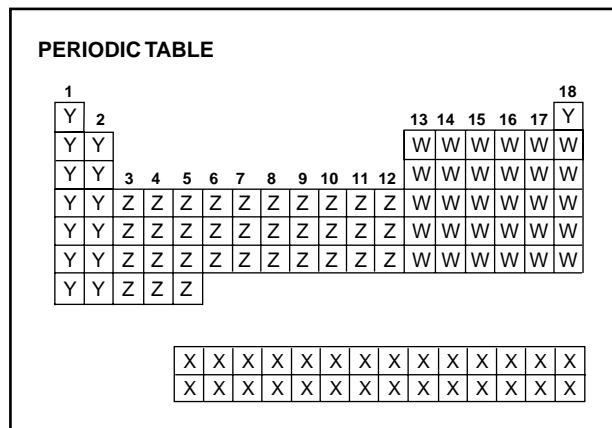 PERIODIC TABLE
1 18
Y 2 13 14 15 16 17 Y
Y Y W W W W W W
Y Y 3 4 5 6 7 8 9 10 11 12 W W W W W W
Y Y Z Z Z Z Z Z Z Z Z Z W W W W W W
Y Y Z Z Z Z Z Z Z Z Z Z W W W W W W
Y Y Z Z Z Z Z Z Z Z Z Z W W W W W W
Y Y Z Z Z
X X X X X X X X X X X X X X
X X X X X X X X X X X X X X